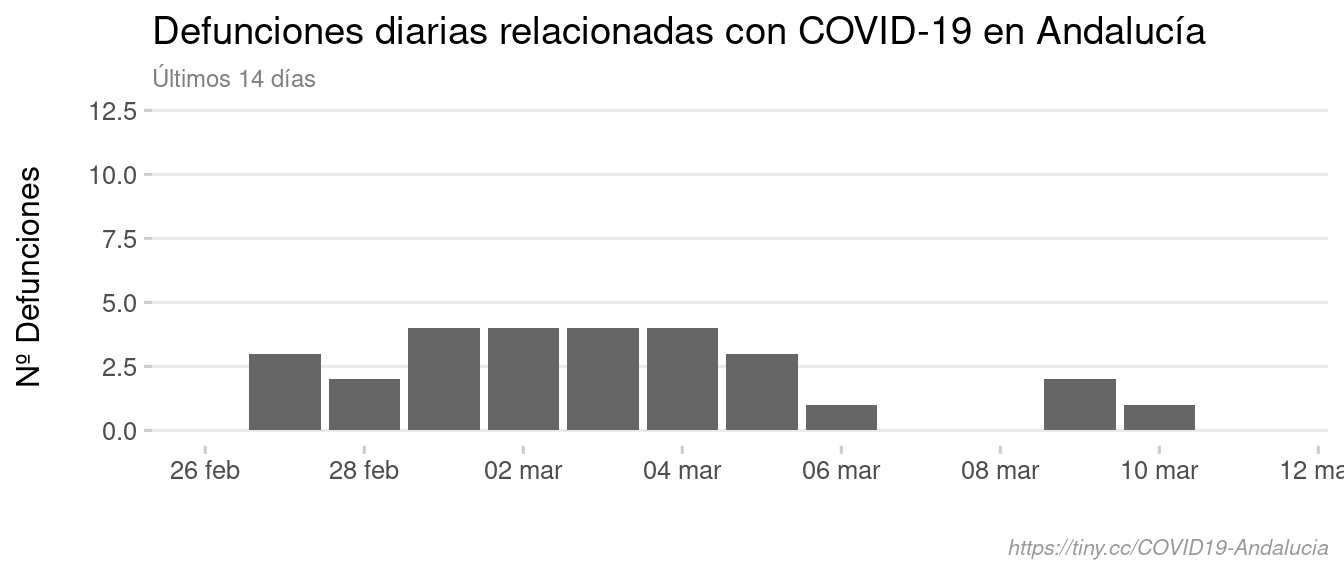 Defunciones diarias relacionadas con COVID-19 en Andalucía
Últimos 14 días
Nº Defunciones
12.5
10.0
7.5
5.0
2.5
0.0
26 feb 28 feb 02 mar 04 mar 06 mar 08 mar 10 mar 12 ma
https://tiny.cc/COVID19-Andalucia